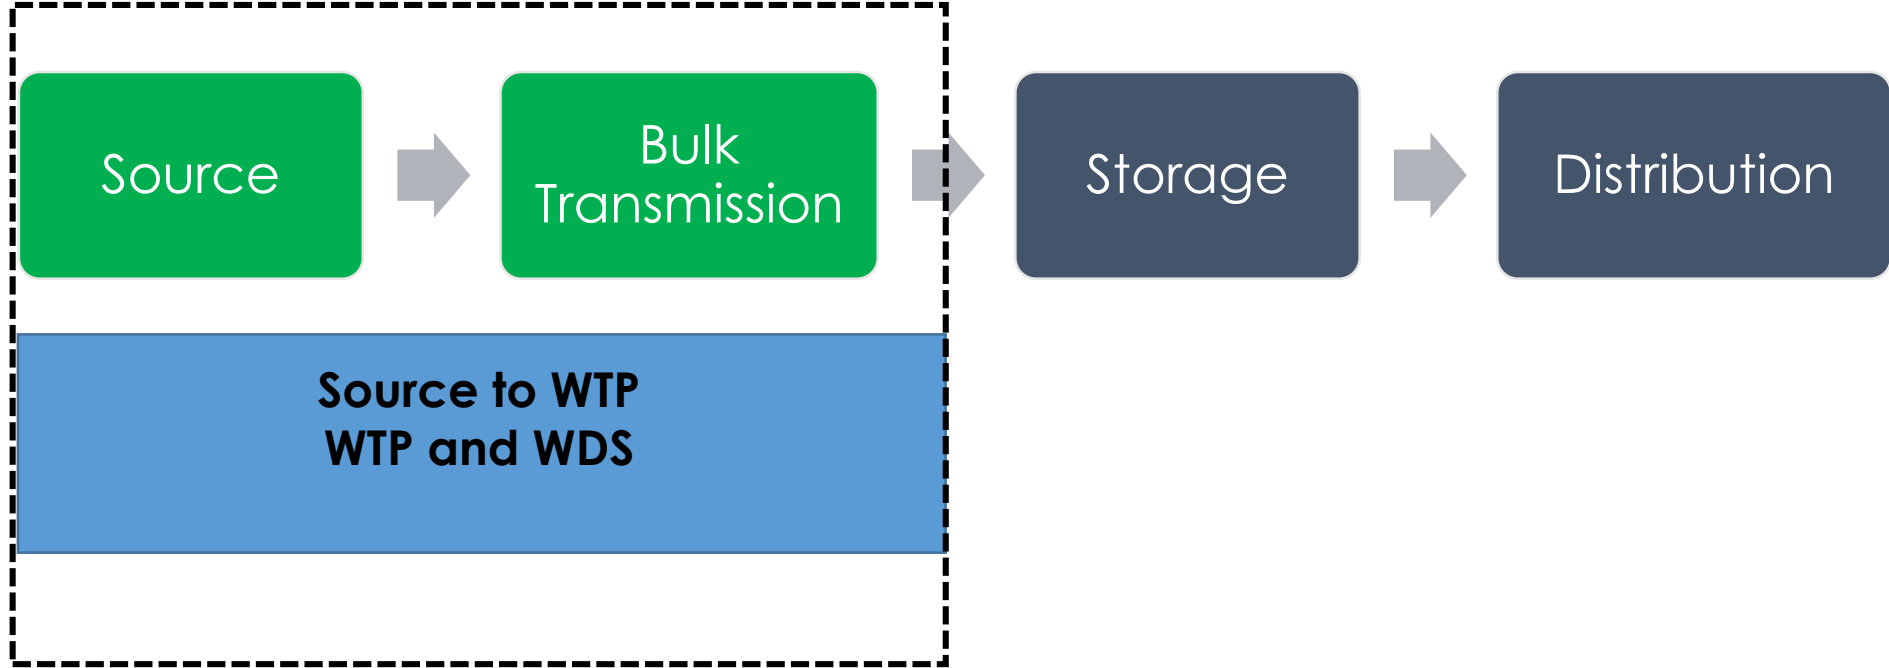 Source
Bulk
Transmission
Storage
Distribution
Source to WTP
WTP and WDS